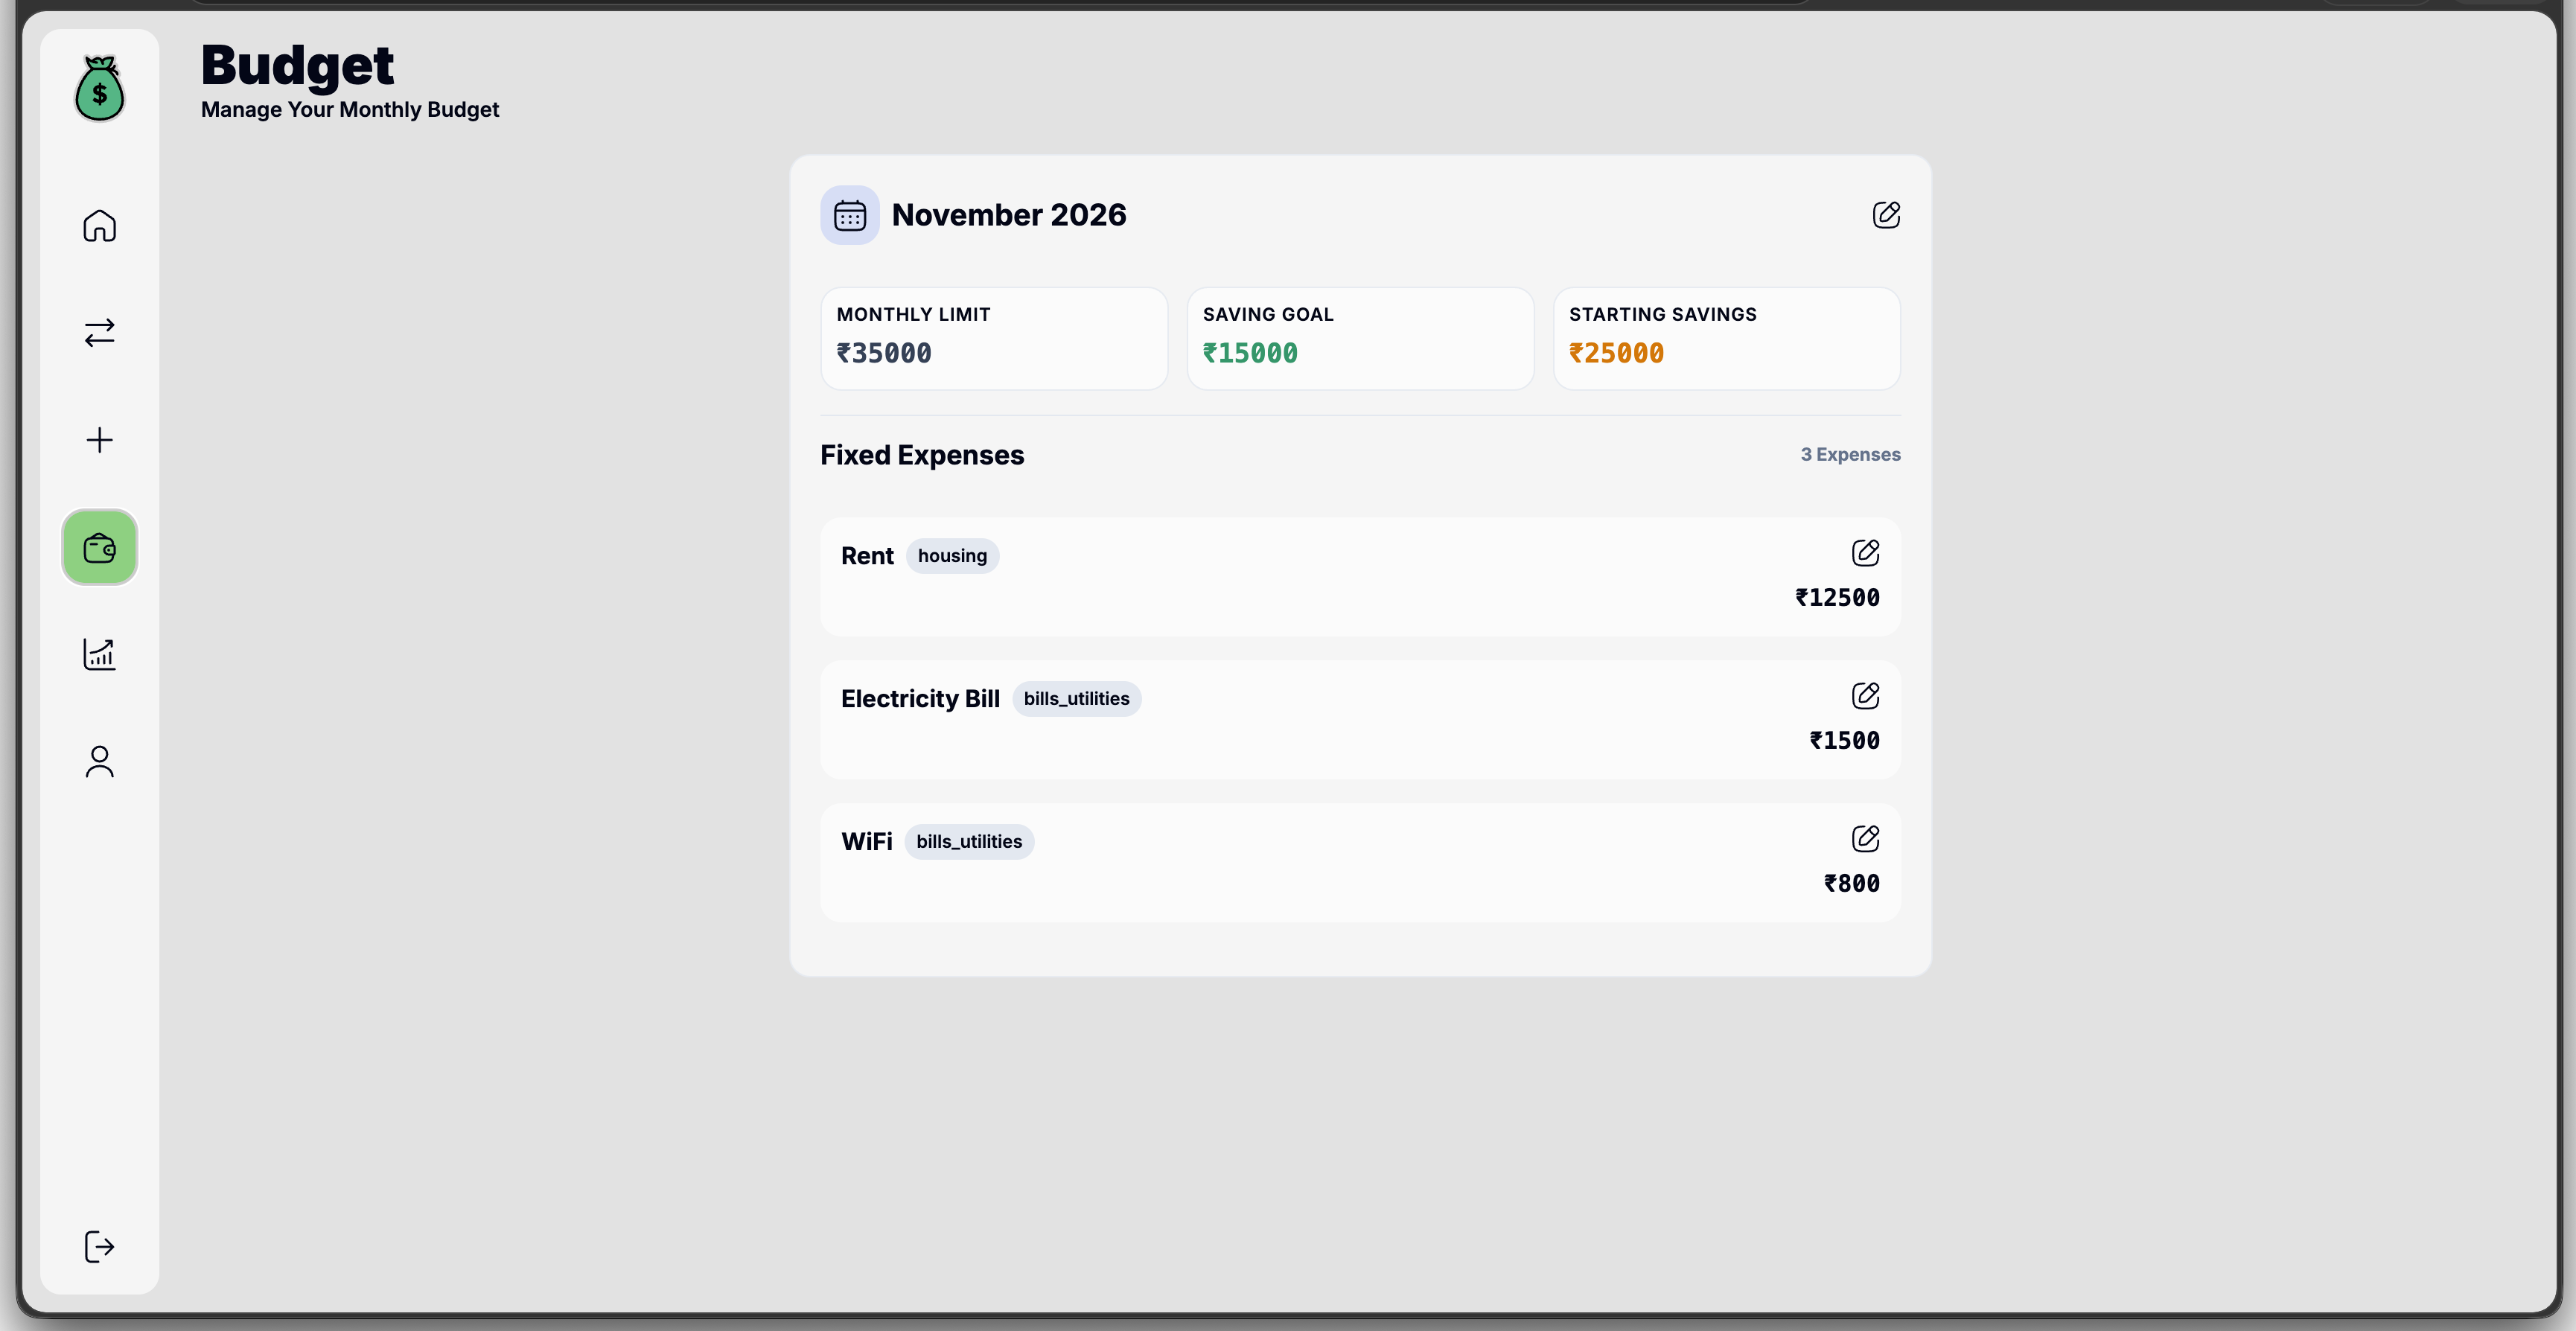 $
Budget
Manage Your Monthly Budget
November 2026
MONTHLY LIMIT
₹35000
SAVING GOAL
₹15000
STARTING SAVINGS
₹25000
Fixed Expenses
3 Expenses
Rent housing
₹12500
Electricity Bill bills_utilities
₹1500
WiFi bills_utilities
₹800